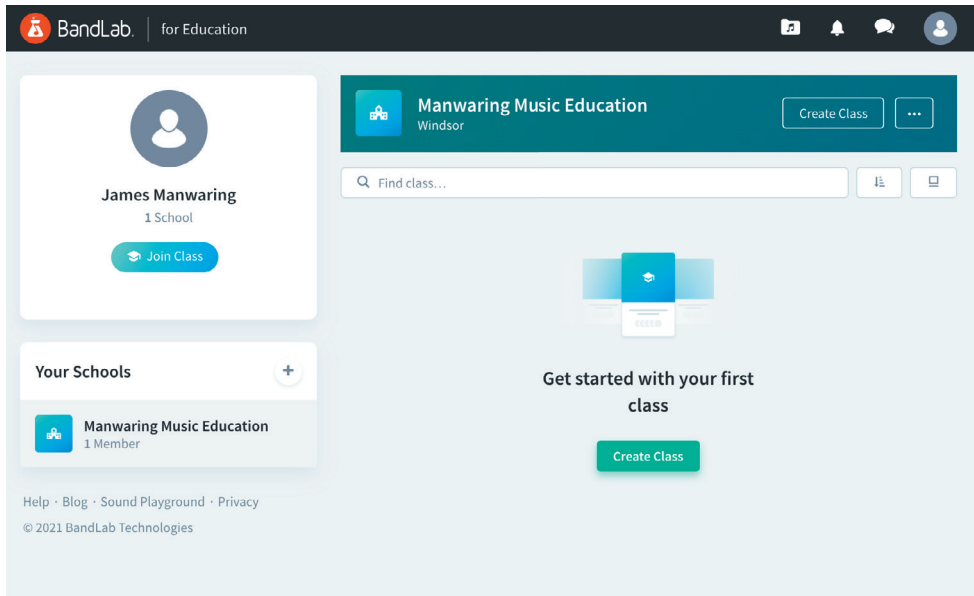 BandLab. for Education
James Manwaring
1 School
Join Class
Your Schools
Manwaring Music Education
1 Member
Help · Blog · Sound Playground · Privacy
© 2021 BandLab Technologies
Manwaring Music Education
Windsor
Create Class
Find class...
Get started with your first
class
Create Class